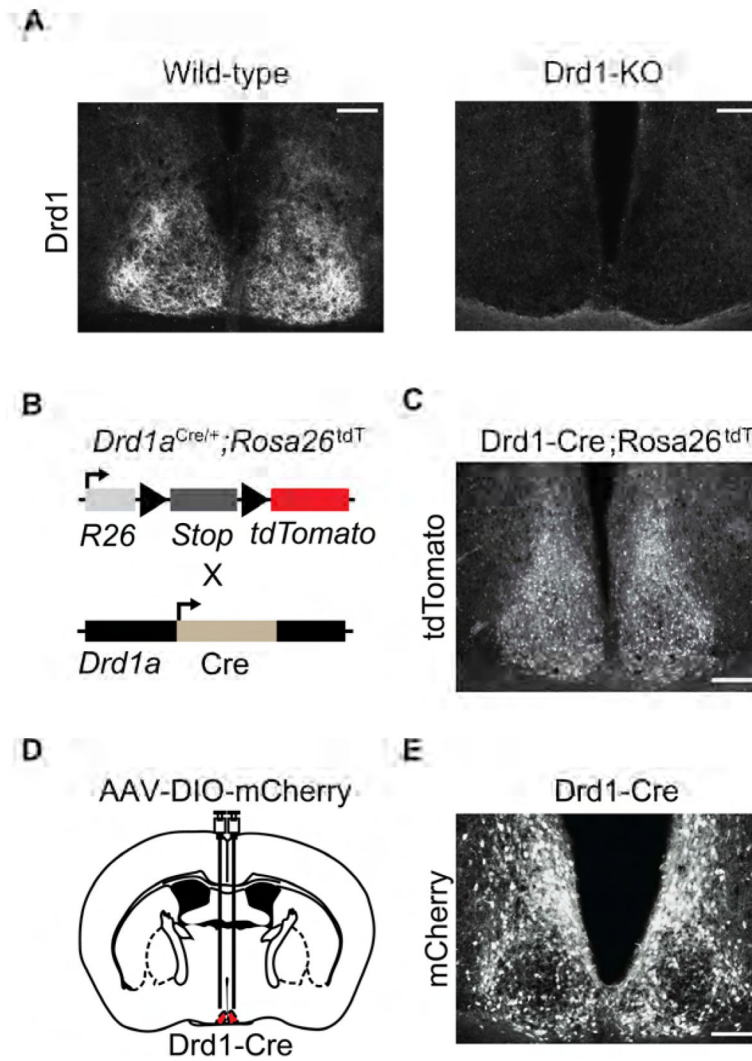 A
Wild-type
Drd1-KO
Drd1
B
Drd1a^Cre/+;Rosa26^tdT
R26 Stop tdTomato
X
Drd1a Cre
C
Drd1-Cre;Rosa26^tdT
tdTomato
D
AAV-DIO-mCherry
Drd1-Cre
E
Drd1-Cre
mCherry